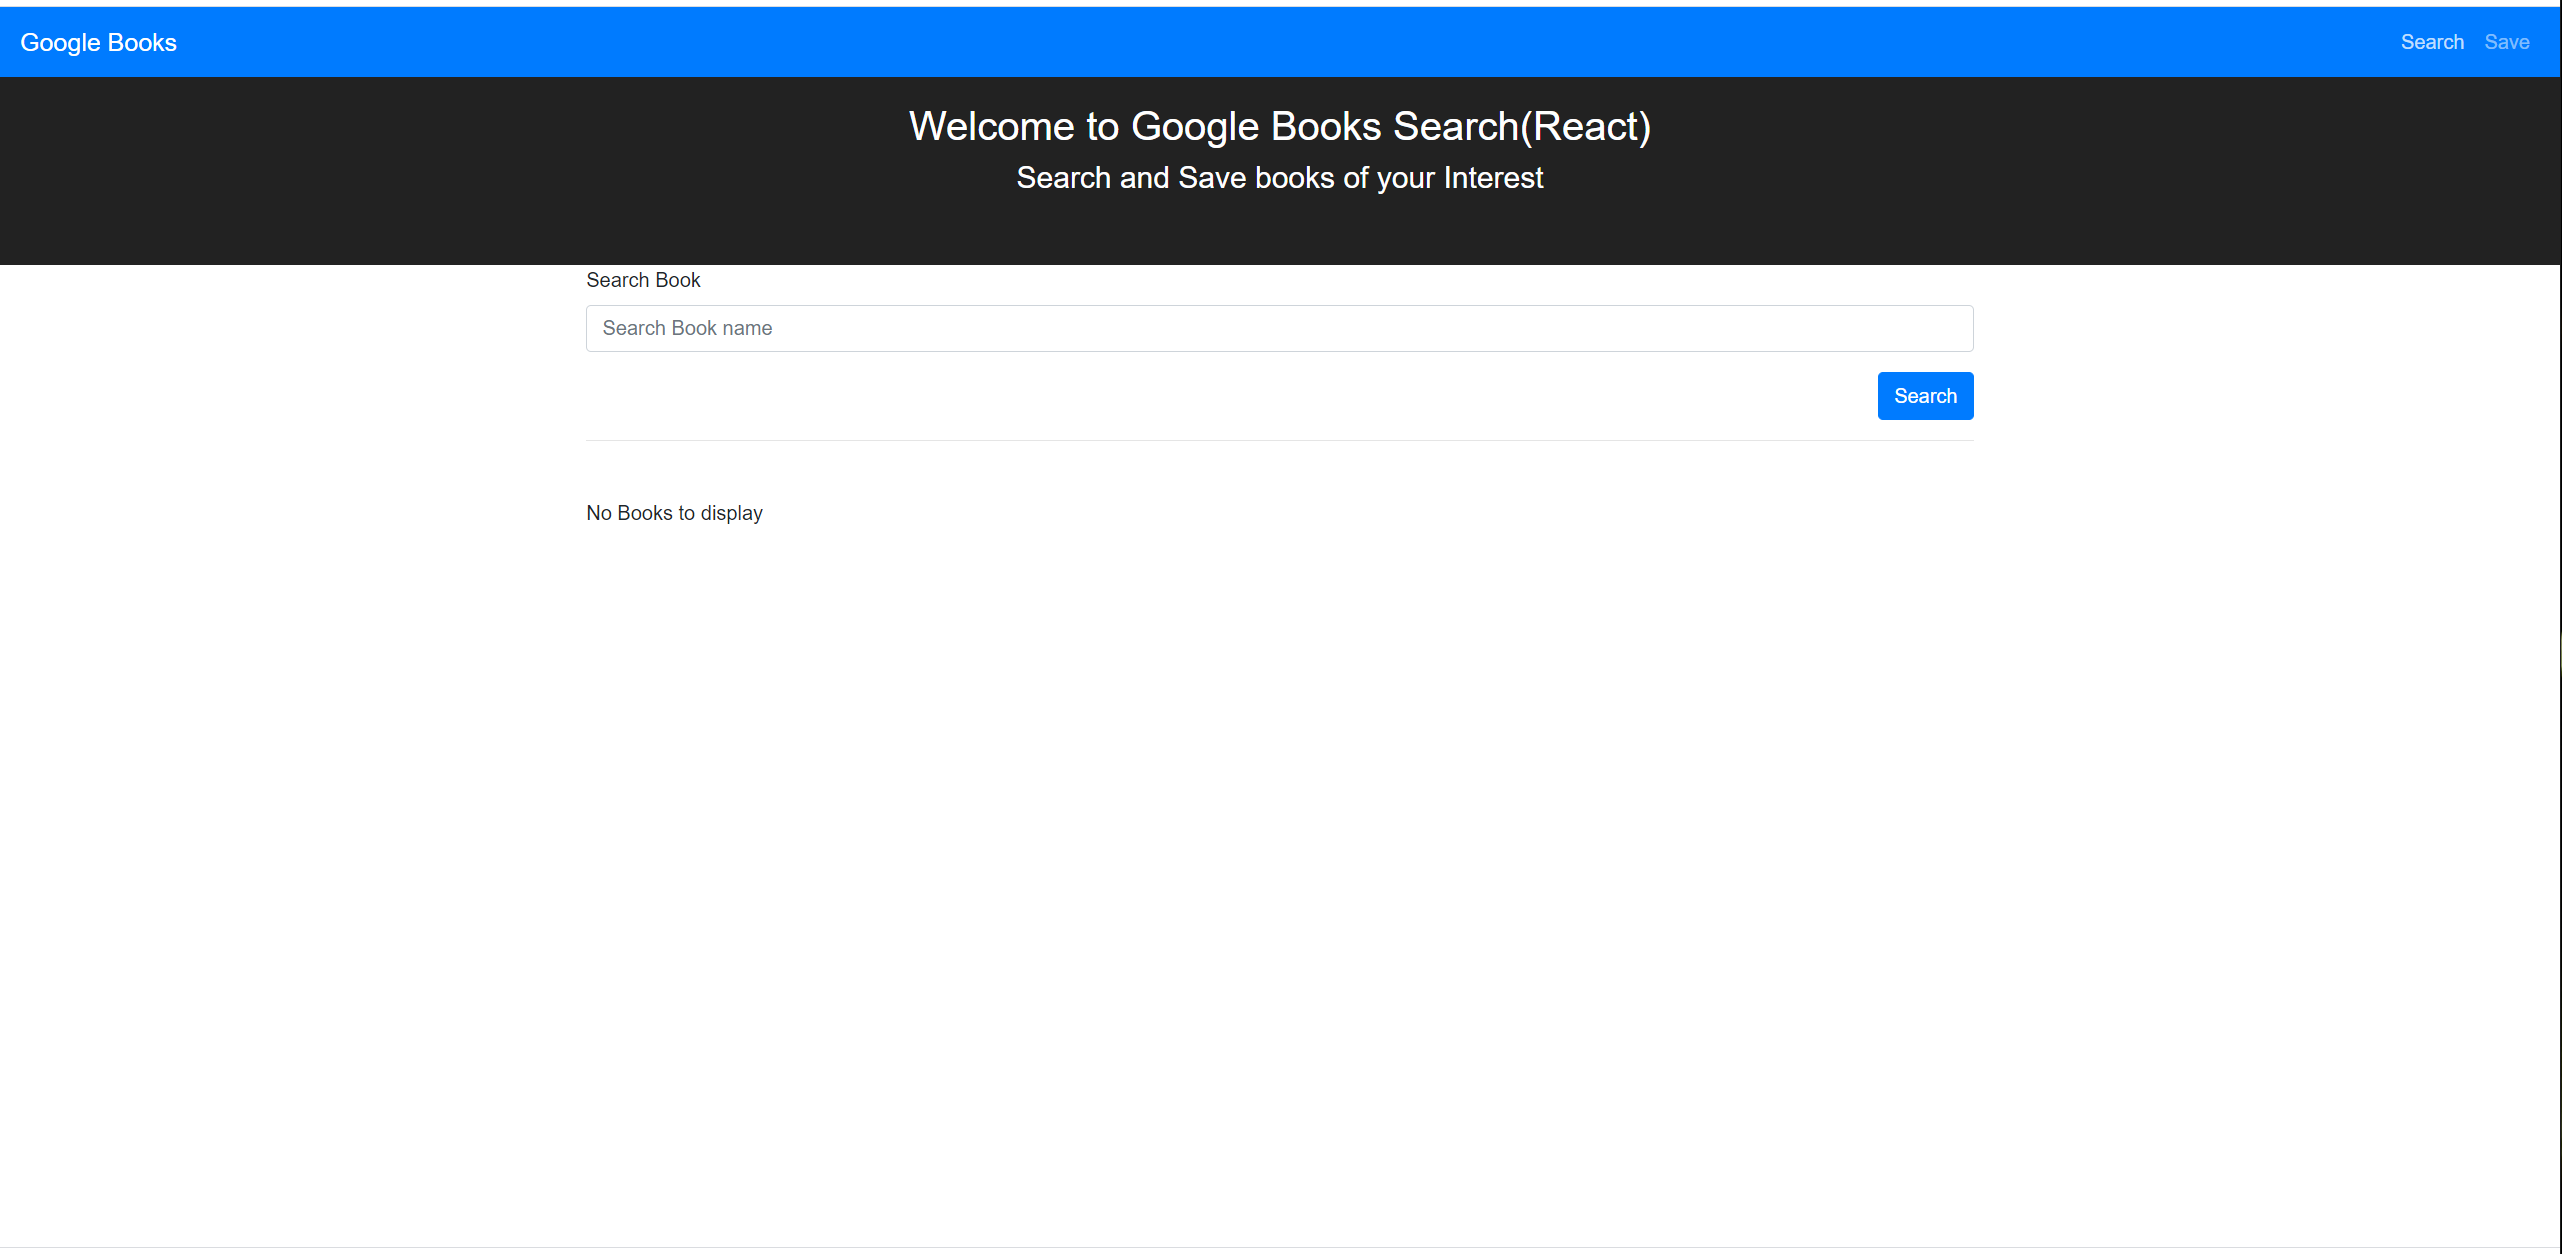 Google Books Search Save
Welcome to Google Books Search(React)
Search and Save books of your Interest
Search Book
Search Book name
Search
No Books to display